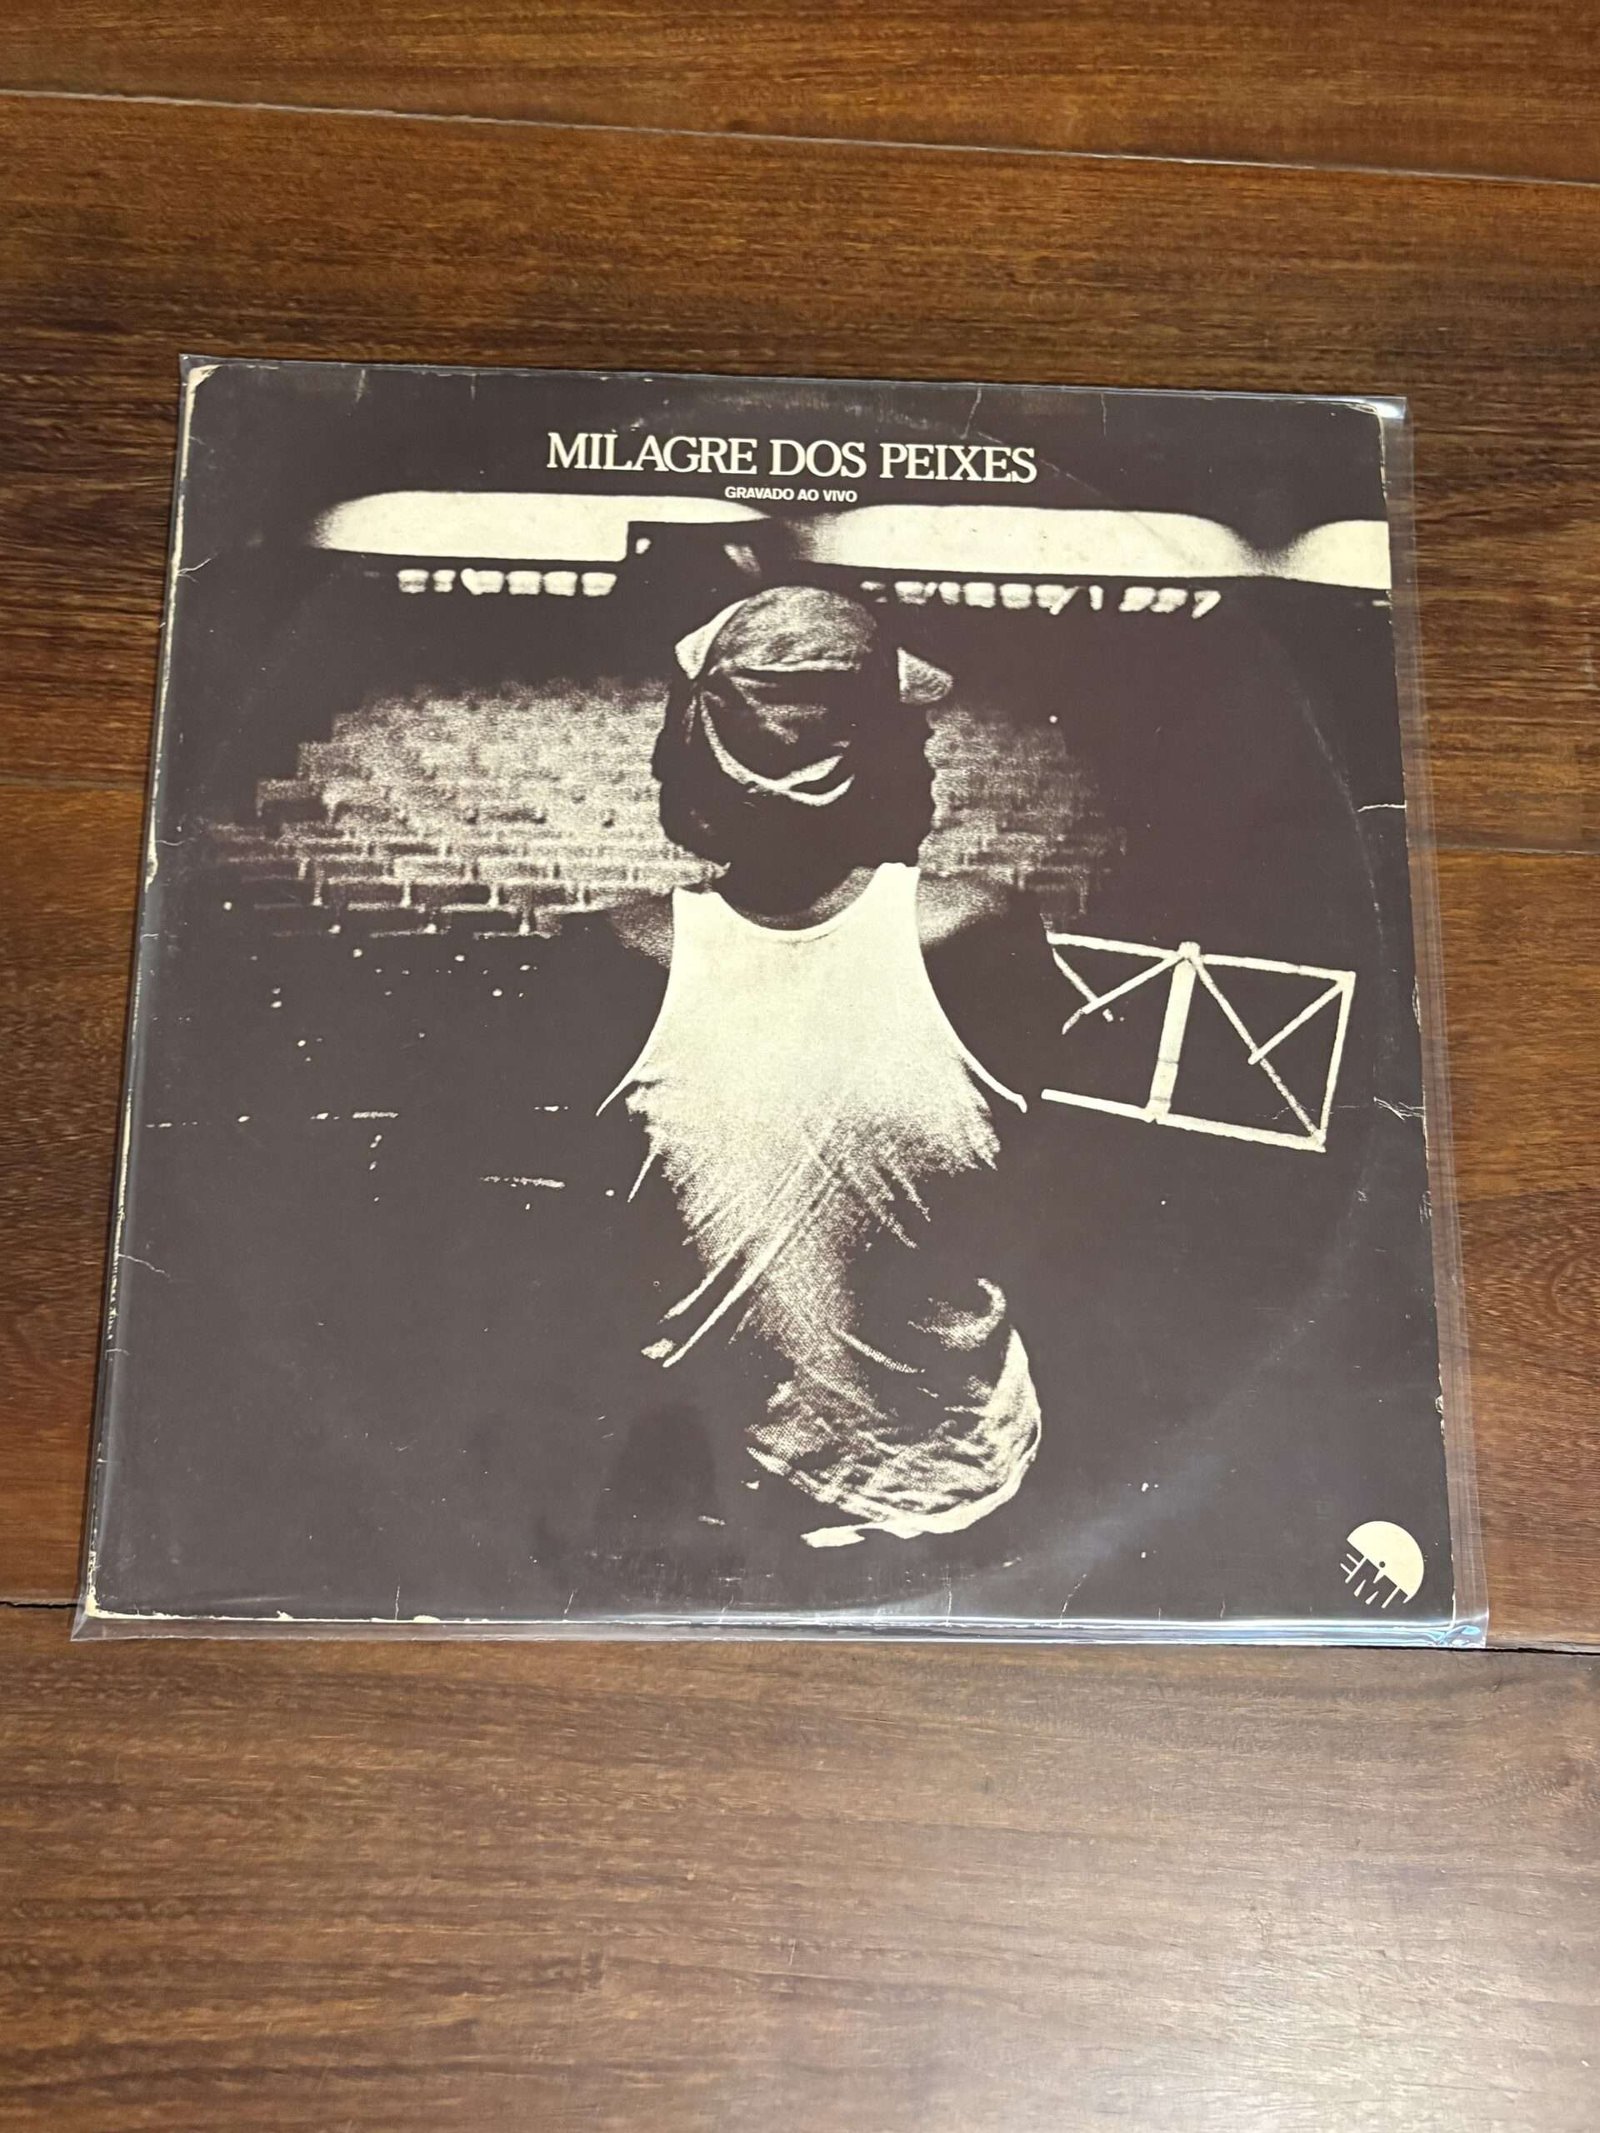 MILAGRE DOS PEIXES
GRAVADO AO VIVO
EMI